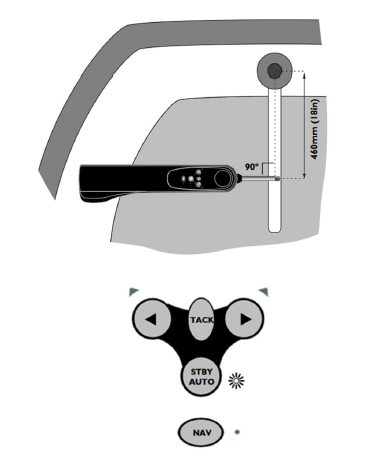 460mm (18in)
90°
TACK
STBY
AUTO
NAV